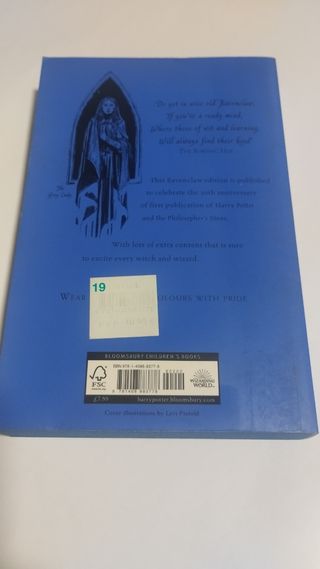 Or yet in wise old Ravenclaw,
If you've a ready mind,
Where those of wit and learning,
Will always find their kind
The Sorting Hat
The
Grey Lady
This Ravenclaw edition is published
to celebrate the 20th anniversary
of first publication of Harry Potter
and the Philosopher's Stone.
With lots of extra content that is sure
to excite every witch and wizard.
19
WEAR COLOURS WITH PRIDE
BLOOMSBURY CHILDREN'S BOOKS
FSC
£7.99
harrypotter.bloomsbury.com
WIZARDING
WORLD
Cover illustrations by Levi Pinfold